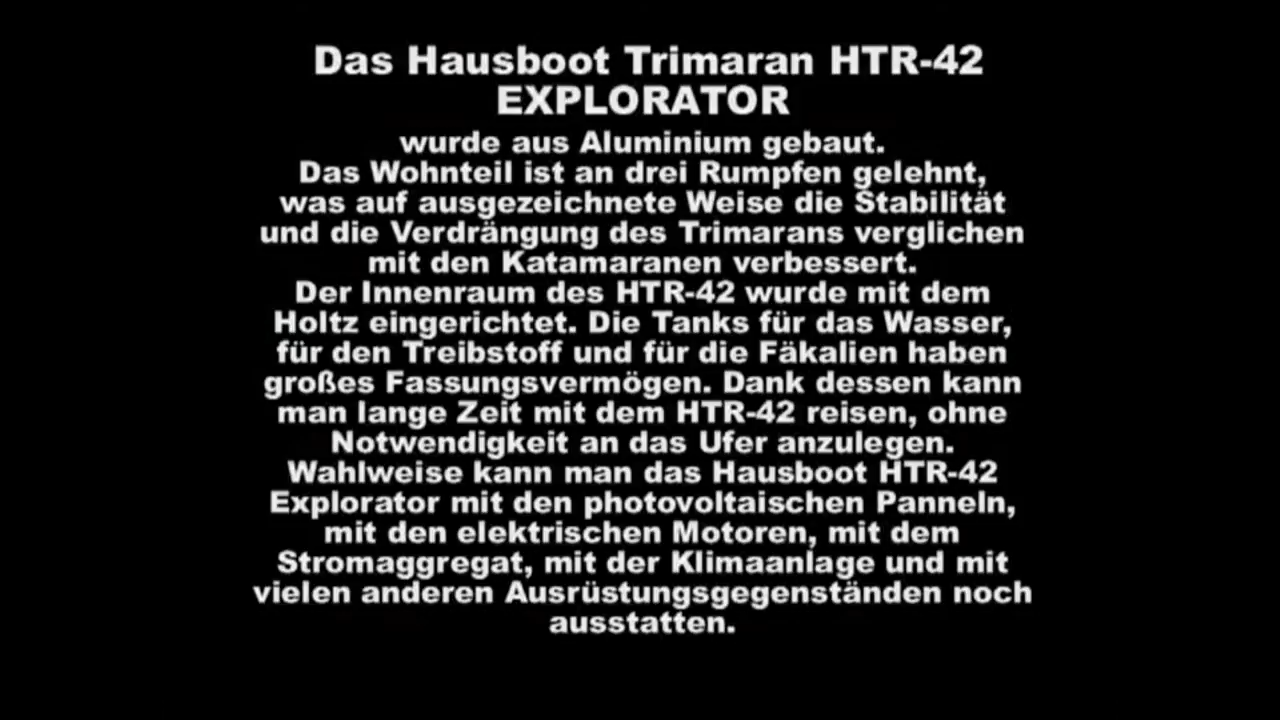 Das Hausboot Trimaran HTR-42
EXPLORATOR
wurde aus Aluminium gebaut.
Das Wohnteil ist an drei Rumpfen gelehnt,
was auf ausgezeichnete Weise die Stabilität
und die Verdrängung des Trimarans verglichen
mit den Katamaranen verbessert.
Der Innenraum des HTR-42 wurde mit dem
Holtz eingerichtet. Die Tanks für das Wasser,
für den Treibstoff und für die Fäkalien haben
großes Fassungsvermögen. Dank dessen kann
man lange Zeit mit dem HTR-42 reisen, ohne
Notwendigkeit an das Ufer anzulegen.
Wahlweise kann man das Hausboot HTR-42
Explorator mit den photovoltaischen Panneln,
mit den elektrischen Motoren, mit dem
Stromaggregat, mit der Klimaanlage und mit
vielen anderen Ausrüstungsgegenständen noch
ausstatten.